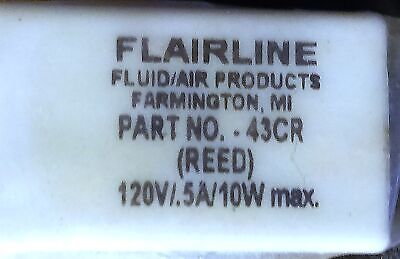 FLAIRLINE
FLUID/AIR PRODUCTS
FARMINGTON, MI
PART NO. - 43CR
(REED)
120V/.5A/10W max.